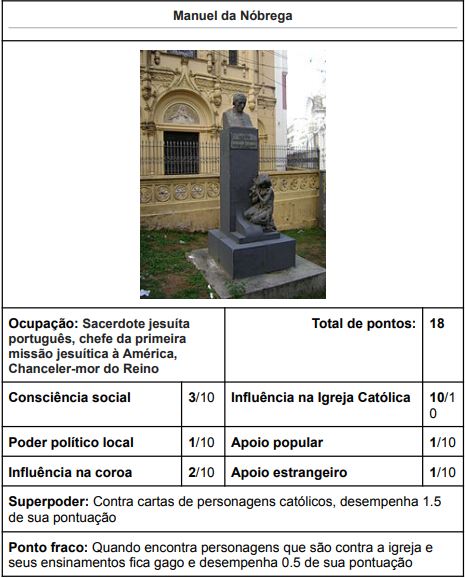 Manuel da Nóbrega
Ocupação: Sacerdote jesuíta
português, chefe da primeira
missão jesuítica à América,
Chanceler-mor do Reino
Total de pontos: 18
Consciência social 3/10
Influência na Igreja Católica 10/1
0
Poder político local 1/10
Apoio popular 1/10
Influência na coroa 2/10
Apoio estrangeiro 1/10
Superpoder: Contra cartas de personagens católicos, desempenha 1.5
de sua pontuação
Ponto fraco: Quando encontra personagens que são contra a igreja e
seus ensinamentos fica gago e desempenha 0.5 de sua pontuação